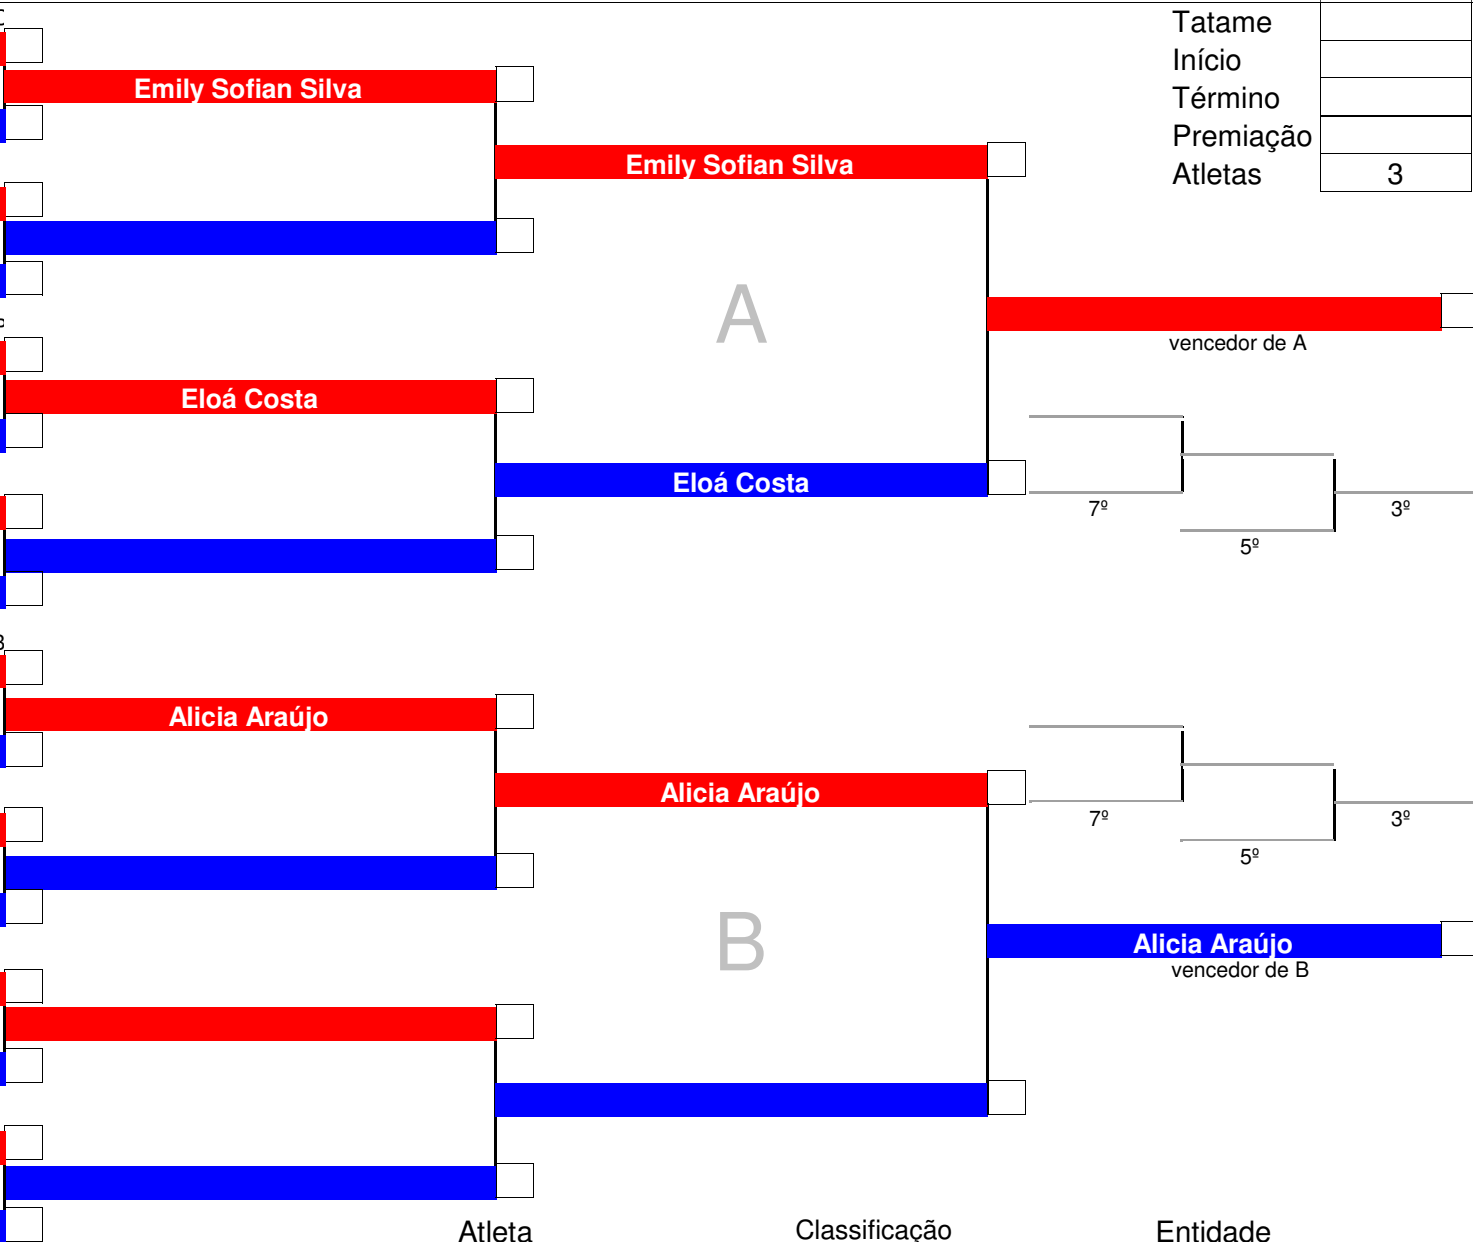 Tatame
Início
Término
Premiação
Atletas 3
Emily Sofian Silva
Emily Sofian Silva
A
vencedor de A
Eloá Costa
Eloá Costa
7º
3º
5º
Alicia Araújo
Alicia Araújo
7º
3º
5º
B
Alicia Araújo
vencedor de B
Atleta Classificação Entidade